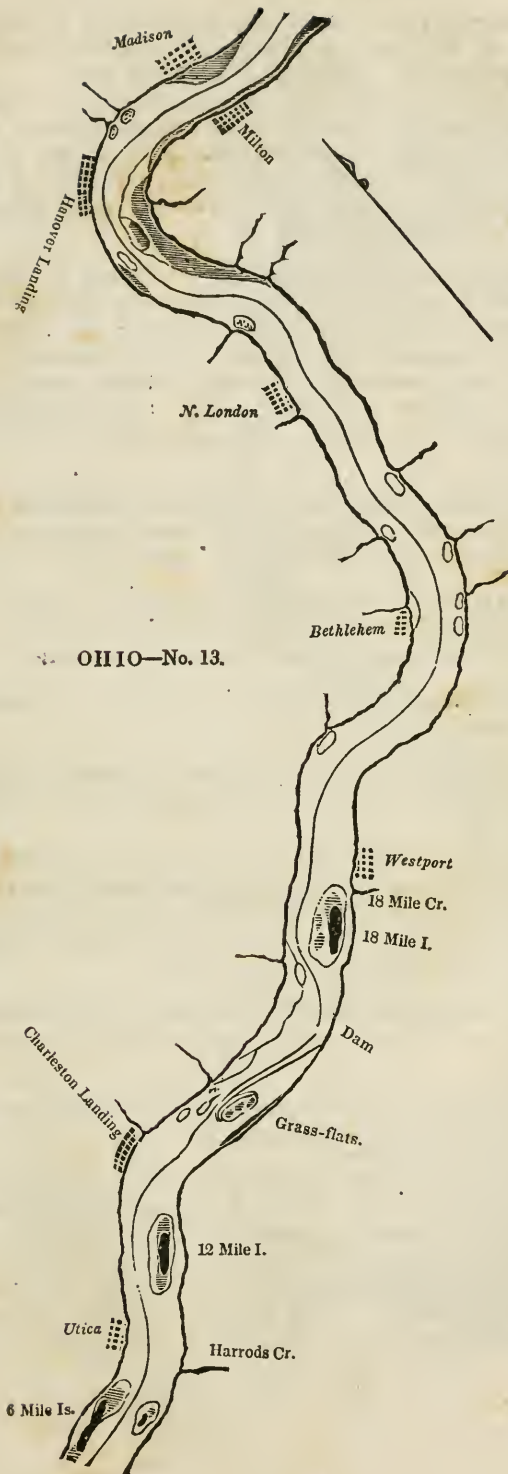 Madison
Milton
Hanover Landing
N. London
Bethlehem
OHIO—No. 13.
Westport
18 Mile Cr.
18 Mile I.
Dam
Charleston Landing
Grass-flats.
12 Mile I.
Utica
Harrods Cr.
6 Mile Is.